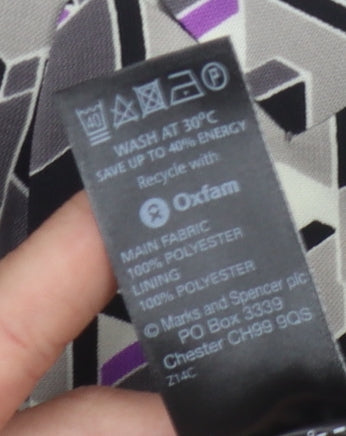 40 P
WASH AT 30°C
SAVE UP TO 40% ENERGY
Recycle with
Oxfam
MAIN FABRIC
100% POLYESTER
LINING
100% POLYESTER
© Marks and Spencer plc
PO Box 3339
Chester CH99 9QS
Z14C